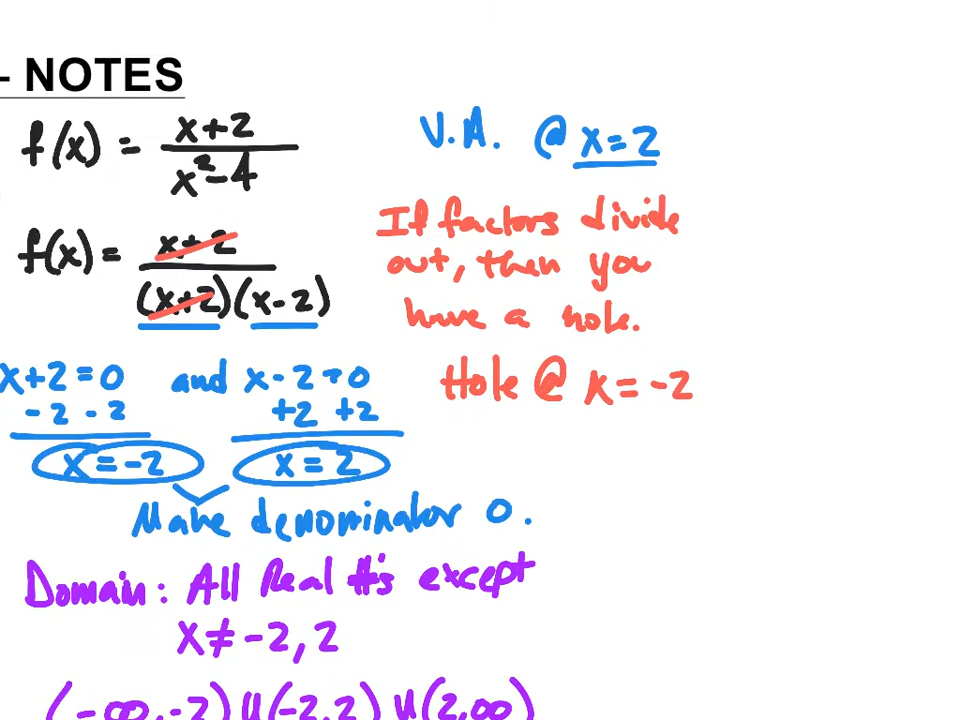 - NOTES
f(x) = x+2 / x²-4
V.A. @ x=2
f(x) = x+2 / (x+2)(x-2)
If factors divide
out, then you
have a hole.
Hole @ x = -2
x+2=0 and x-2=0
-2 -2 +2 +2
x=-2 x=2
Make denominator 0.
Domain: All Real #'s except
x≠-2,2
(-∞,-2)U(-2,2)U(2,∞)